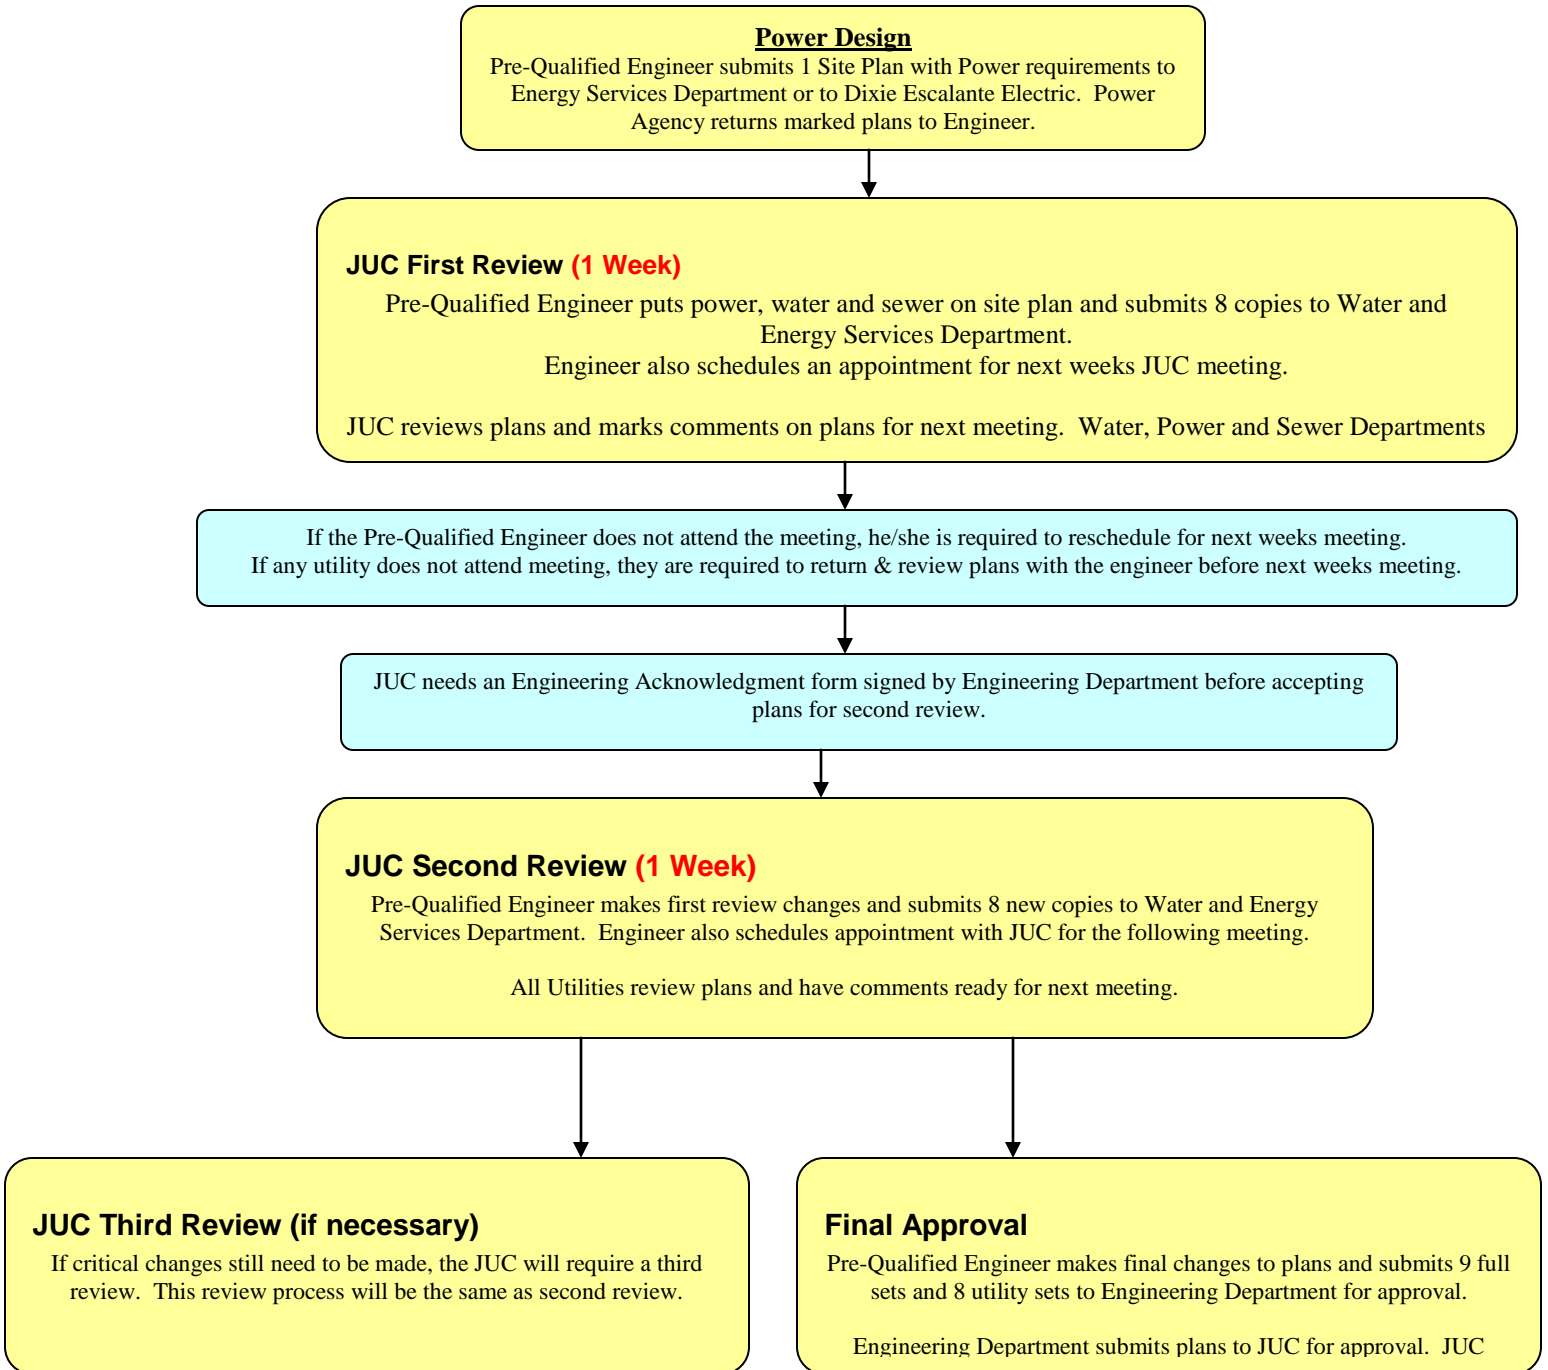 Power Design
Pre-Qualified Engineer submits 1 Site Plan with Power requirements to
Energy Services Department or to Dixie Escalante Electric.  Power
Agency returns marked plans to Engineer.
JUC First Review (1 Week)
Pre-Qualified Engineer puts power, water and sewer on site plan and submits 8 copies to Water and
Energy Services Department.
Engineer also schedules an appointment for next weeks JUC meeting.
JUC reviews plans and marks comments on plans for next meeting.  Water, Power and Sewer Departments
If the Pre-Qualified Engineer does not attend the meeting, he/she is required to reschedule for next weeks meeting.
If any utility does not attend meeting, they are required to return & review plans with the engineer before next weeks meeting.
JUC needs an Engineering Acknowledgment form signed by Engineering Department before accepting
plans for second review.
JUC Second Review (1 Week)
Pre-Qualified Engineer makes first review changes and submits 8 new copies to Water and Energy
Services Department.  Engineer also schedules appointment with JUC for the following meeting.
All Utilities review plans and have comments ready for next meeting.
JUC Third Review (if necessary)
If critical changes still need to be made, the JUC will require a third
review.  This review process will be the same as second review.
Final Approval
Pre-Qualified Engineer makes final changes to plans and submits 9 full
sets and 8 utility sets to Engineering Department for approval.
Engineering Department submits plans to JUC for approval.  JUC